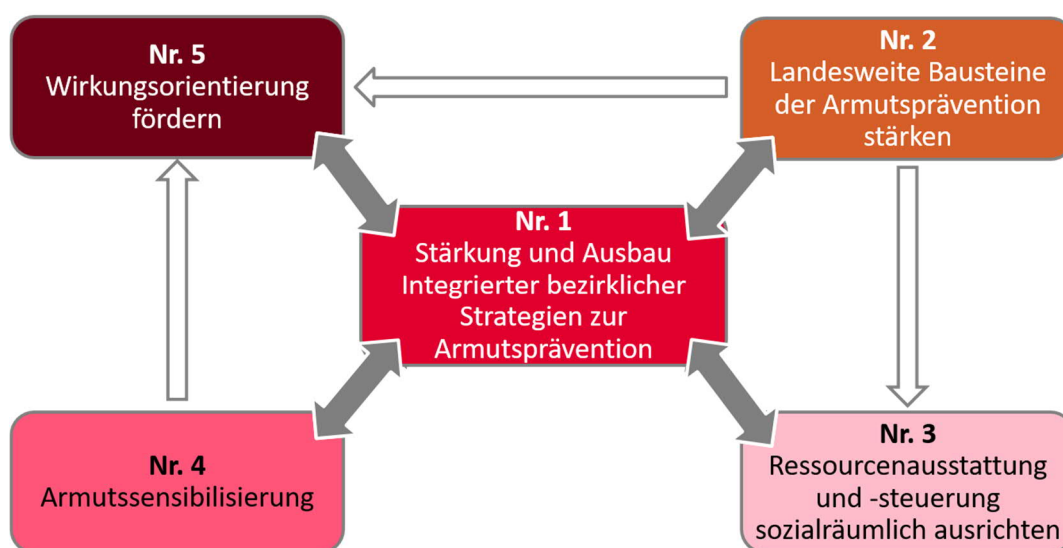 Nr. 5
Wirkungsorientierung
fördern
Nr. 2
Landesweite Bausteine
der Armutsprävention
stärken
Nr. 1
Stärkung und Ausbau
Integrierter bezirklicher
Strategien zur
Armutsprävention
Nr. 4
Armutssensibilisierung
Nr. 3
Ressourcenausstattung
und -steuerung
sozialräumlich ausrichten